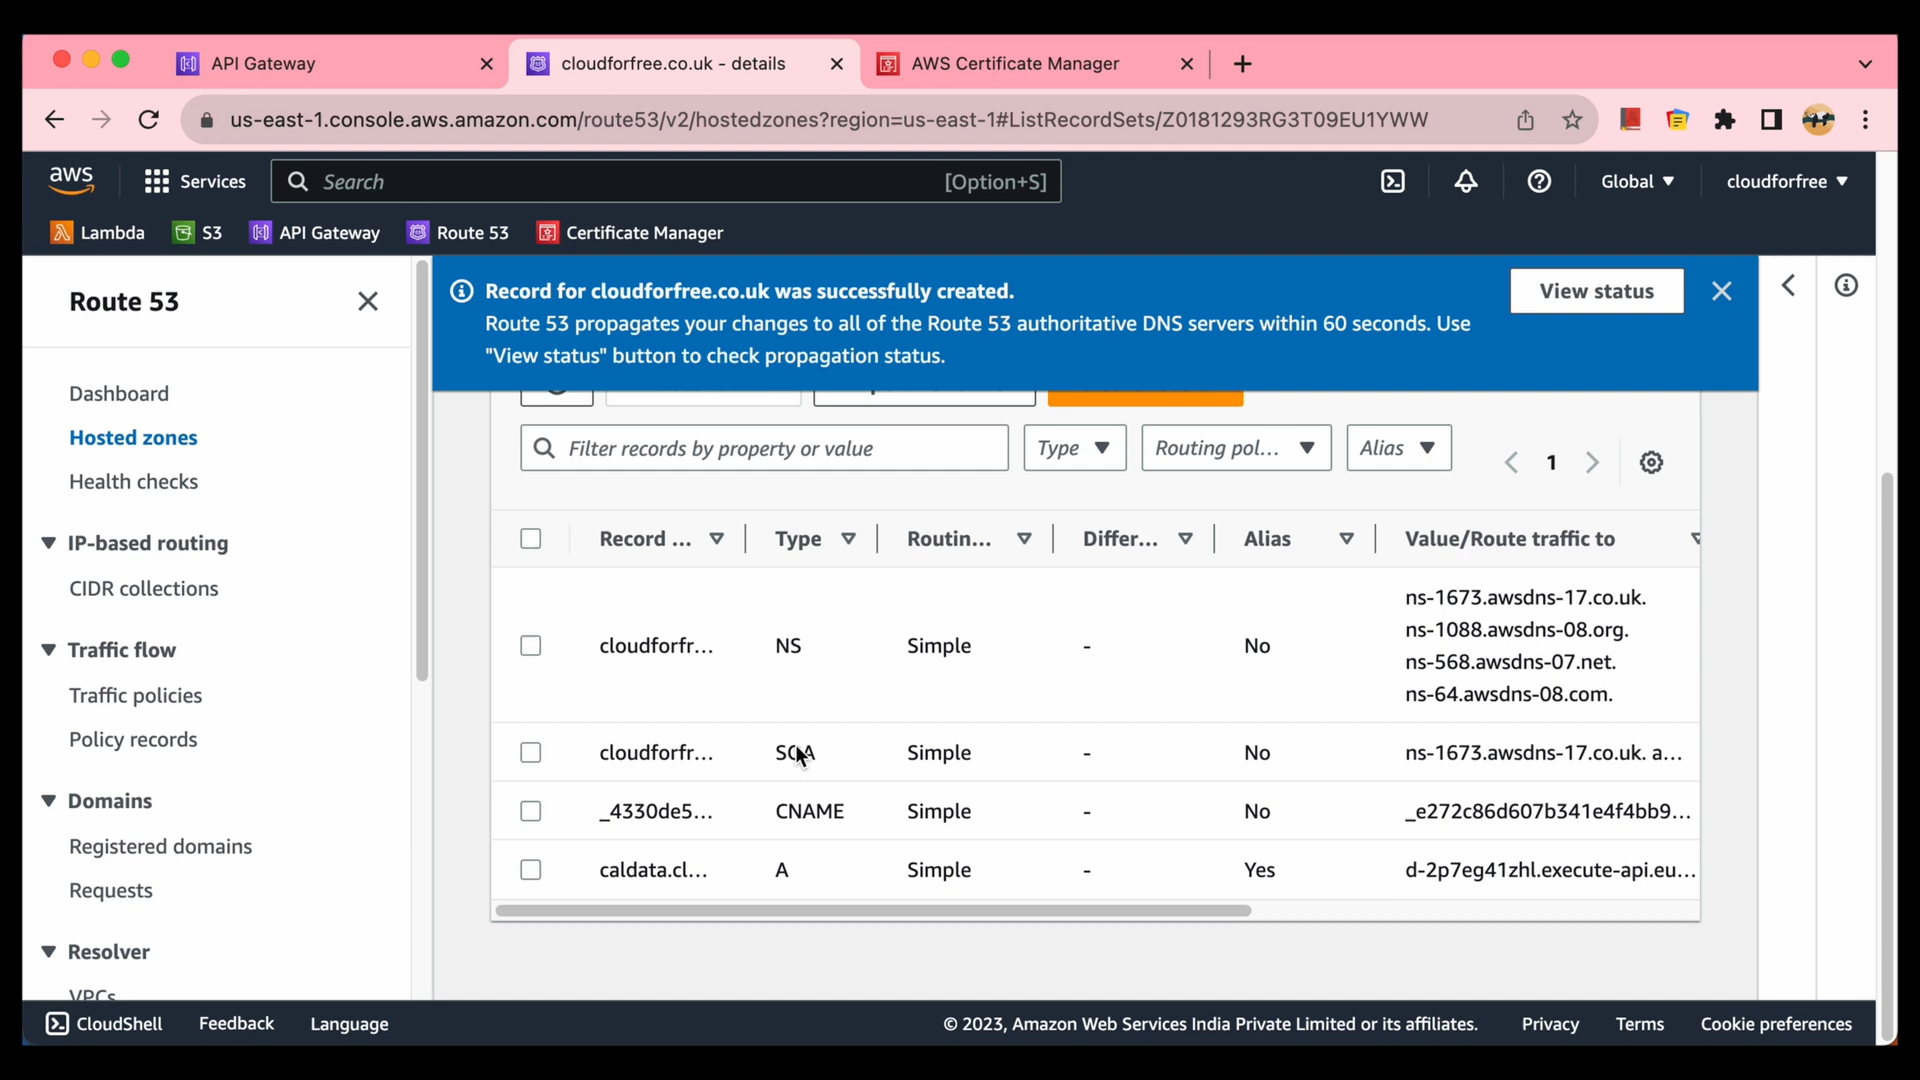 API Gateway
cloudforfree.co.uk - details
AWS Certificate Manager
us-east-1.console.aws.amazon.com/route53/v2/hostedzones?region=us-east-1#ListRecordSets/Z0181293RG3T09EU1YWW
aws
Services
Search
[Option+S]
Global
cloudforfree
Lambda
S3
API Gateway
Route 53
Certificate Manager
Route 53
Dashboard
Hosted zones
Health checks
IP-based routing
CIDR collections
Traffic flow
Traffic policies
Policy records
Domains
Registered domains
Requests
Resolver
VPCs
Record for cloudforfree.co.uk was successfully created.
Route 53 propagates your changes to all of the Route 53 authoritative DNS servers within 60 seconds. Use
"View status" button to check propagation status.
View status
Filter records by property or value
Type
Routing pol...
Alias
1
Record ... Type Routin... Differ... Alias Value/Route traffic to
cloudforfr... NS Simple - No
ns-1673.awsdns-17.co.uk.
ns-1088.awsdns-08.org.
ns-568.awsdns-07.net.
ns-64.awsdns-08.com.
cloudforfr... SOA Simple - No ns-1673.awsdns-17.co.uk. a...
_4330de5... CNAME Simple - No _e272c86d607b341e4f4bb9...
caldata.cl... A Simple - Yes d-2p7eg41zhl.execute-api.eu...
CloudShell
Feedback
Language
© 2023, Amazon Web Services India Private Limited or its affiliates.
Privacy
Terms
Cookie preferences